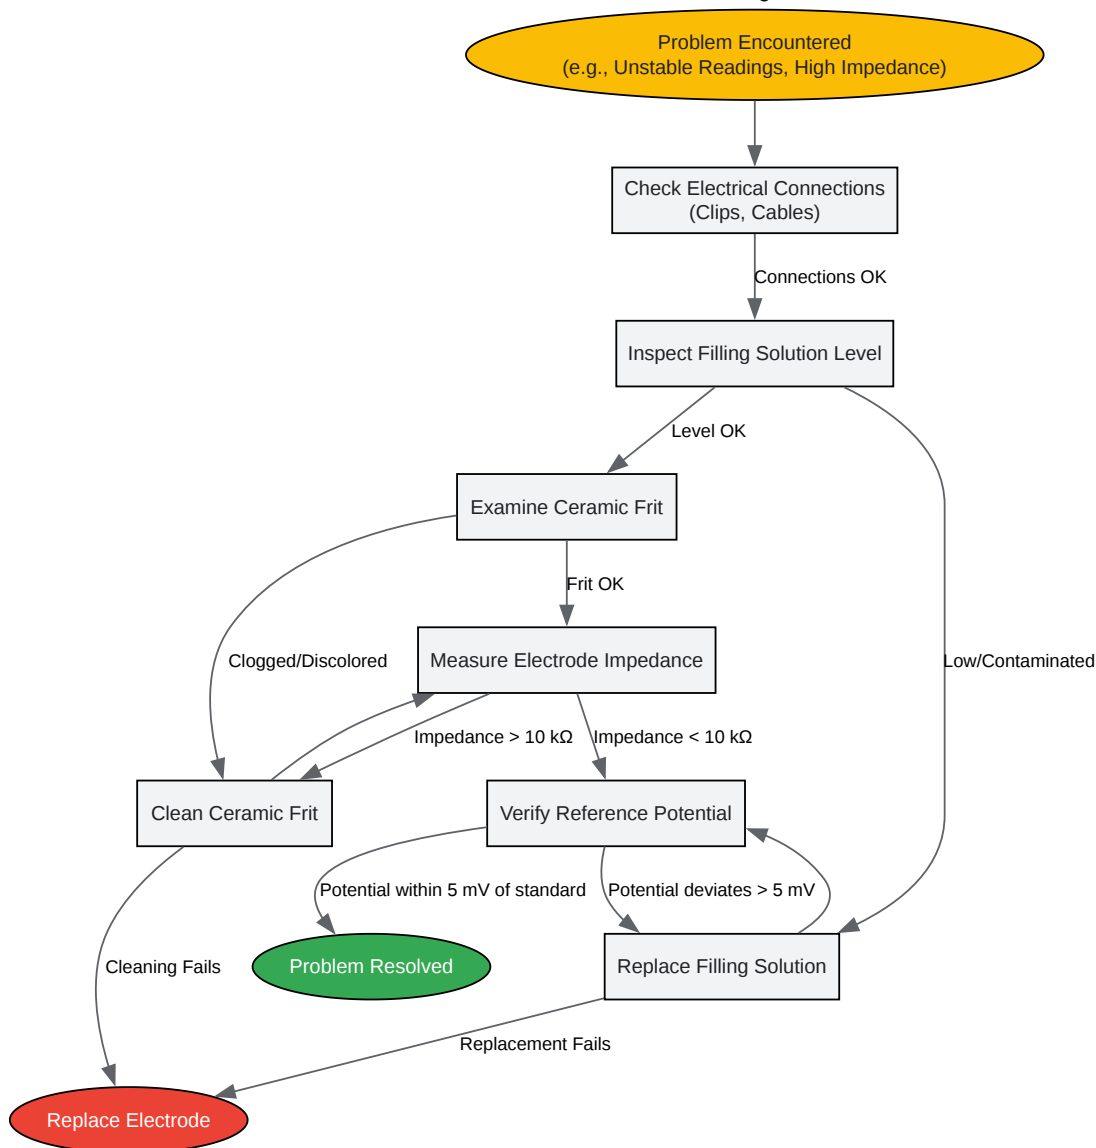 Problem Encountered
(e.g., Unstable Readings, High Impedance)
Check Electrical Connections
(Clips, Cables)
Connections OK
Inspect Filling Solution Level
Level OK
Examine Ceramic Frit
Frit OK
Measure Electrode Impedance
Clogged/Discolored
Low/Contaminated
Impedance > 10 kΩ
Impedance < 10 kΩ
Clean Ceramic Frit
Verify Reference Potential
Potential within 5 mV of standard
Potential deviates > 5 mV
Cleaning Fails
Problem Resolved
Replace Filling Solution
Replacement Fails
Replace Electrode